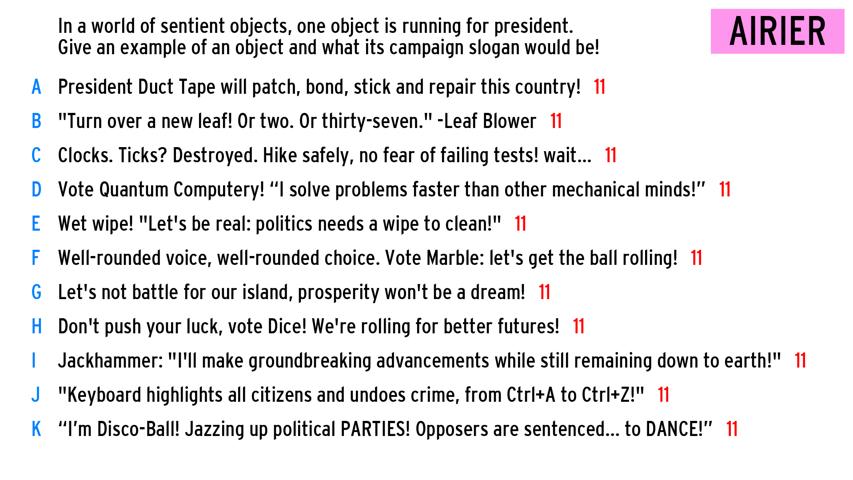 In a world of sentient objects, one object is running for president.
Give an example of an object and what its campaign slogan would be!
AIRIER
A President Duct Tape will patch, bond, stick and repair this country! 11
B "Turn over a new leaf! Or two. Or thirty-seven." -Leaf Blower 11
C Clocks. Ticks? Destroyed. Hike safely, no fear of failing tests! wait... 11
D Vote Quantum Computery! “I solve problems faster than other mechanical minds!” 11
E Wet wipe! "Let's be real: politics needs a wipe to clean!" 11
F Well-rounded voice, well-rounded choice. Vote Marble: let's get the ball rolling! 11
G Let's not battle for our island, prosperity won't be a dream! 11
H Don't push your luck, vote Dice! We're rolling for better futures! 11
I Jackhammer: "I'll make groundbreaking advancements while still remaining down to earth!" 11
J "Keyboard highlights all citizens and undoes crime, from Ctrl+A to Ctrl+Z!" 11
K “I’m Disco-Ball! Jazzing up political PARTIES! Opposers are sentenced... to DANCE!” 11